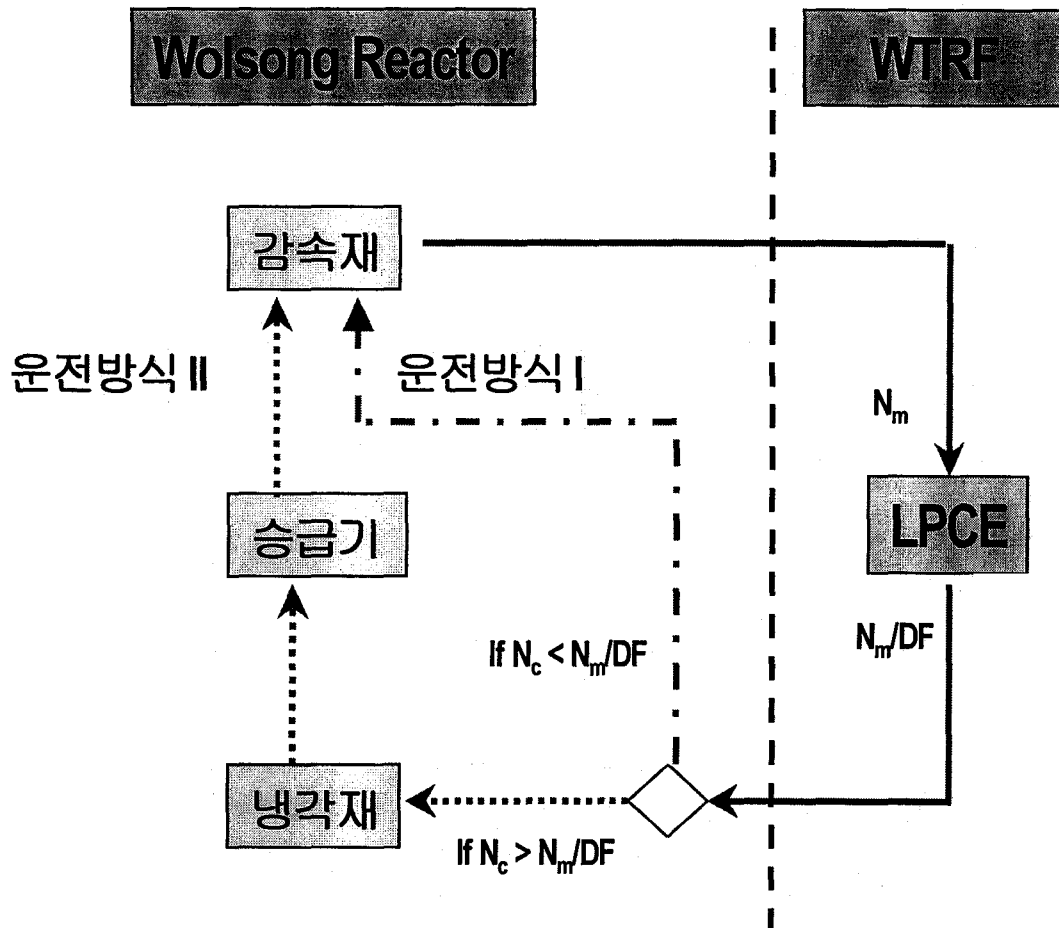 Wolsong Reactor
WTRF
감속재
운전방식 II
운전방식 I
N_m
승급기
LPCE
If N_c < N_m/DF
N_m/DF
냉각재
If N_c > N_m/DF